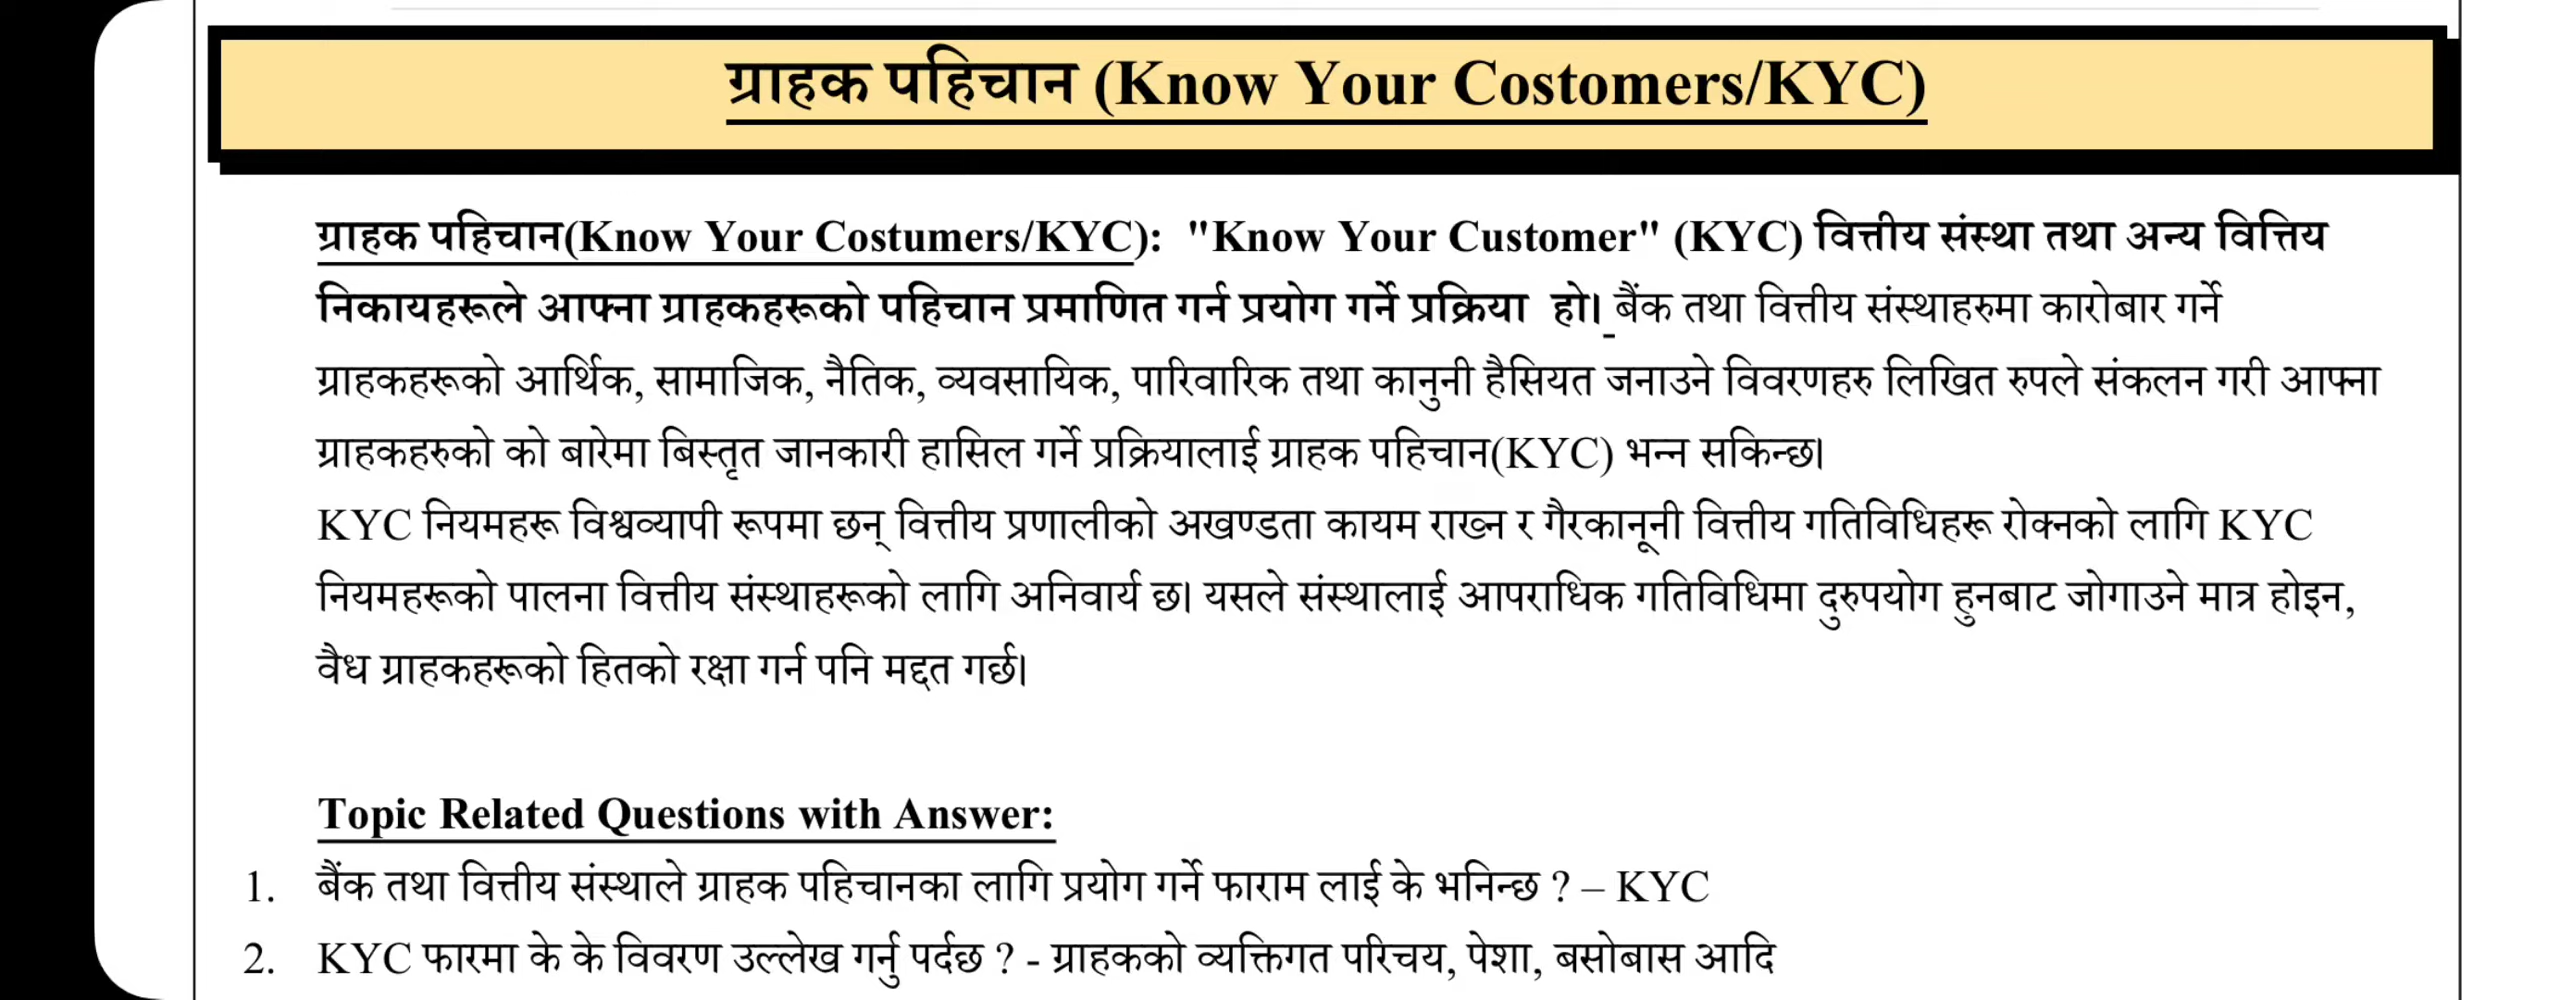 ग्राहक पहिचान (Know Your Costomers/KYC)
ग्राहक पहिचान(Know Your Costumers/KYC):  "Know Your Customer" (KYC) वित्तीय संस्था तथा अन्य वित्तिय
निकायहरूले आफ्ना ग्राहकहरूको पहिचान प्रमाणित गर्न प्रयोग गर्ने प्रक्रिया  हो। बैंक तथा वित्तीय संस्थाहरुमा कारोबार गर्ने
ग्राहकहरूको आर्थिक, सामाजिक, नैतिक, व्यवसायिक, पारिवारिक तथा कानुनी हैसियत जनाउने विवरणहरु लिखित रुपले संकलन गरी आफ्ना
ग्राहकहरुको को बारेमा बिस्तृत जानकारी हासिल गर्ने प्रक्रियालाई ग्राहक पहिचान(KYC) भन्न सकिन्छ।
KYC नियमहरू विश्वव्यापी रूपमा छन् वित्तीय प्रणालीको अखण्डता कायम राख्न र गैरकानूनी वित्तीय गतिविधिहरू रोक्नको लागि KYC
नियमहरूको पालना वित्तीय संस्थाहरूको लागि अनिवार्य छ। यसले संस्थालाई आपराधिक गतिविधिमा दुरुपयोग हुनबाट जोगाउने मात्र होइन,
वैध ग्राहकहरूको हितको रक्षा गर्न पनि मद्दत गर्छ।
Topic Related Questions with Answer:
1. बैंक तथा वित्तीय संस्थाले ग्राहक पहिचानका लागि प्रयोग गर्ने फाराम लाई के भनिन्छ ? – KYC
2. KYC फारमा के के विवरण उल्लेख गर्नु पर्दछ ? - ग्राहकको व्यक्तिगत परिचय, पेशा, बसोबास आदि